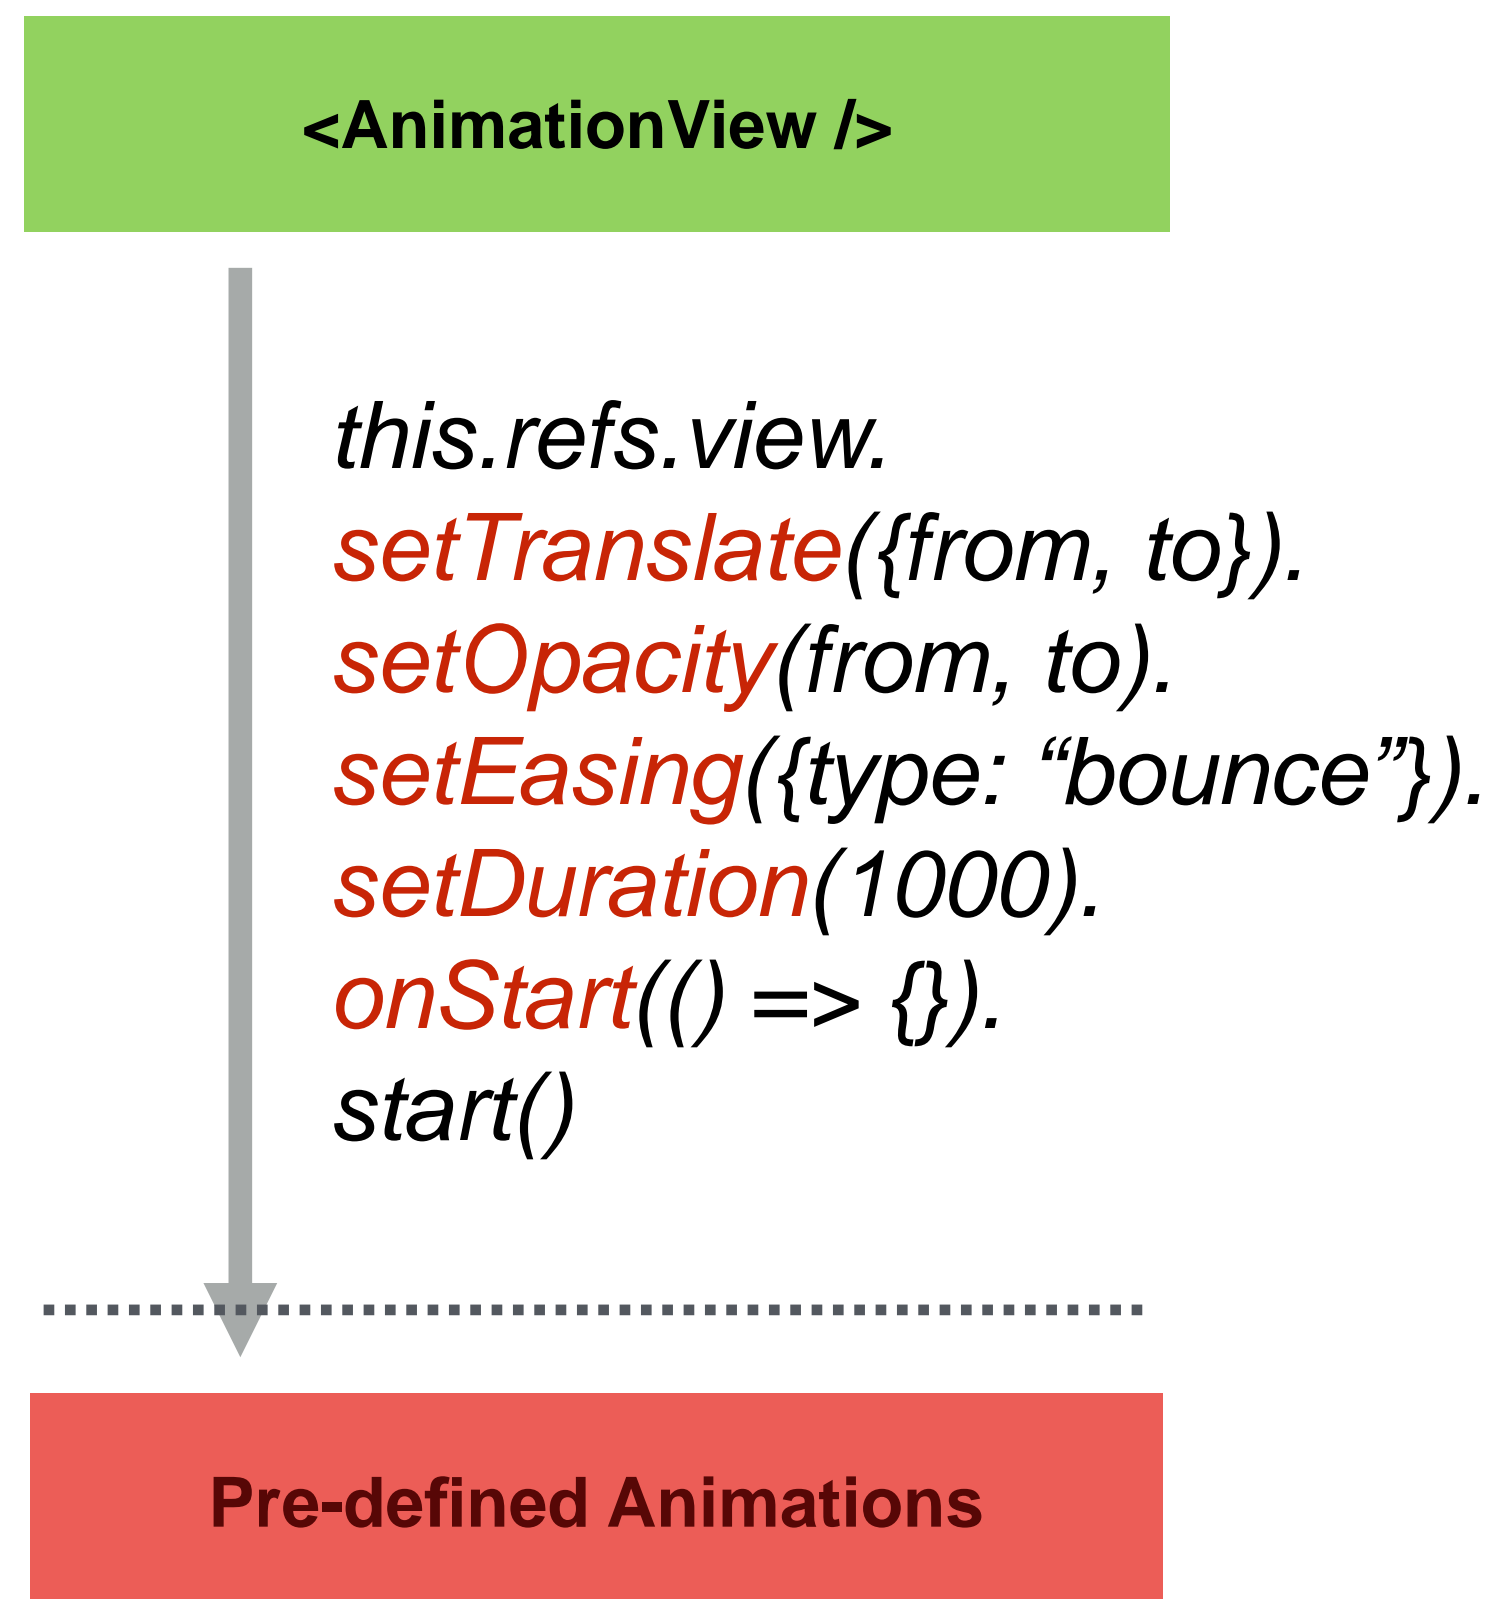 <AnimationView />
this.refs.view.
setTranslate({from, to}).
setOpacity(from, to).
setEasing({type: “bounce”}).
setDuration(1000).
onStart(() => {}).
start()
Pre-defined Animations